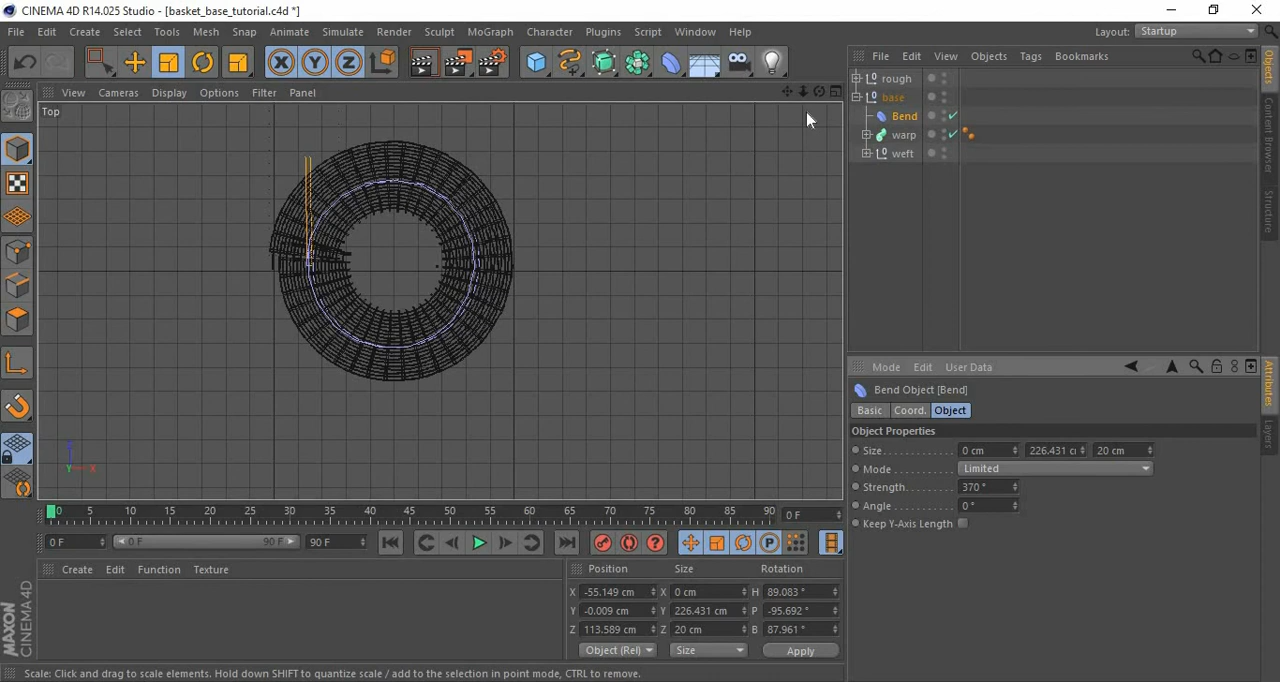 CINEMA 4D R14.025 Studio - [basket_base_tutorial.c4d *]
File Edit Create Select Tools Mesh Snap Animate Simulate Render Sculpt MoGraph Character Plugins Script Window Help Layout: Startup
View Cameras Display Options Filter Panel
Top
File Edit View Objects Tags Bookmarks
rough
base
Bend
warp
weft
Objects
Content Browser
Structure
Mode Edit User Data
Bend Object [Bend]
Basic Coord. Object
Object Properties
Size 0 cm 226.431 cm 20 cm
Mode Limited
Strength 370 °
Angle 0 °
Keep Y-Axis Length
Attributes
Layers
Z
Y X
0 5 10 15 20 25 30 35 40 45 50 55 60 65 70 75 80 85 90 0 F
0 F 0 F 90 F 90 F
Create Edit Function Texture
Position Size Rotation
X -55.149 cm X 0 cm H 89.083 °
Y -0.009 cm Y 226.431 cm P -95.692 °
Z 113.589 cm Z 20 cm B 87.961 °
Object (Rel) Size Apply
MAXON
CINEMA 4D
Scale: Click and drag to scale elements. Hold down SHIFT to quantize scale / add to the selection in point mode, CTRL to remove.